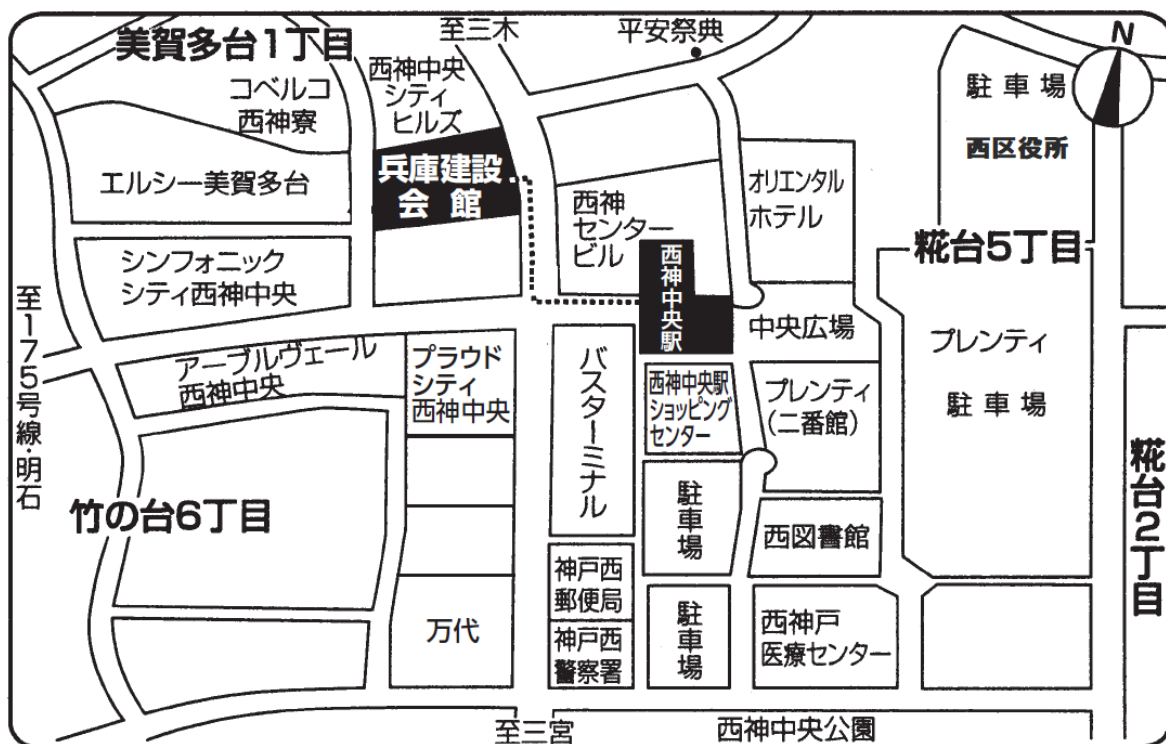 美賀多台1丁目
至三木
平安祭典
N
コベルコ
西神寮
西神中央
シティ
ヒルズ
駐車場
西区役所
エルシー美賀多台
兵庫建設
会館
西神
センター
ビル
オリエンタル
ホテル
シンフォニック
シティ西神中央
西神中央駅
糀台5丁目
至175号線・明石
中央広場
プレンティ
駐車場
アーブルヴェール
西神中央
プラウド
シティ
西神中央
バスターミナル
西神中央駅
ショッピング
センター
プレンティ
(二番館)
糀台2丁目
竹の台6丁目
駐車場
西図書館
神戸西
郵便局
万代
神戸西
警察署
駐車場
西神戸
医療センター
至三宮
西神中央公園